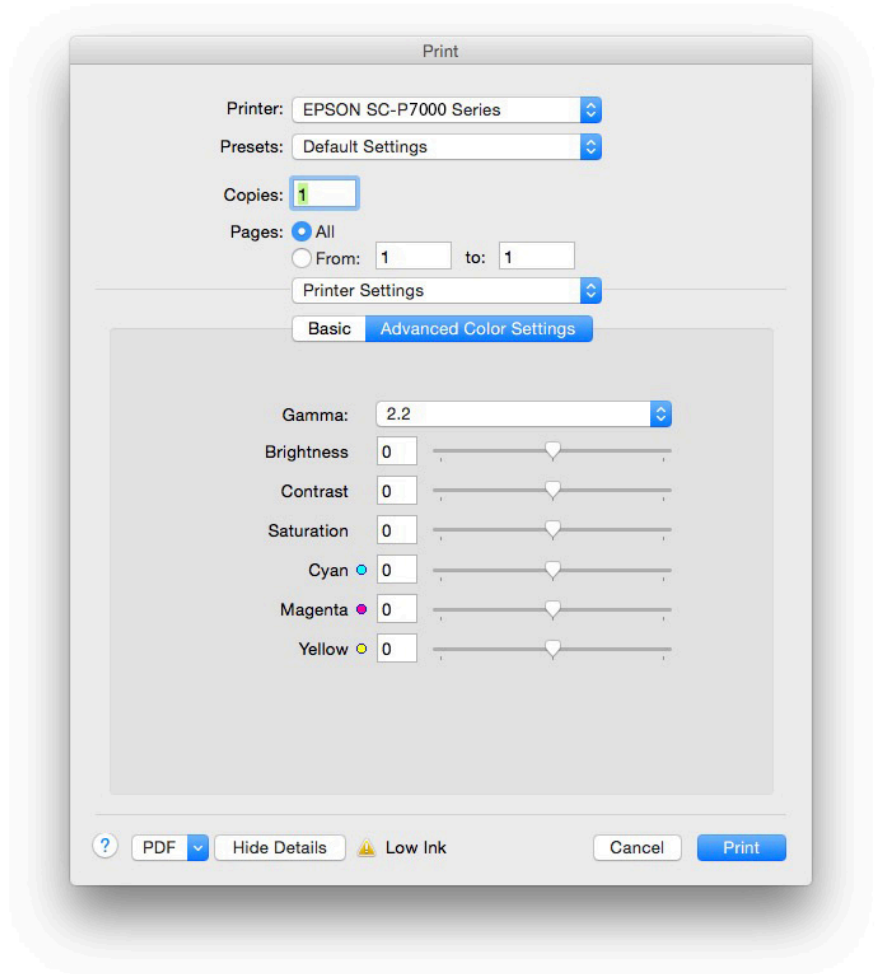 Print
Printer: EPSON SC-P7000 Series
Presets: Default Settings
Copies: 1
Pages: All
From: 1 to: 1
Printer Settings
Basic Advanced Color Settings
Gamma: 2.2
Brightness 0
Contrast 0
Saturation 0
Cyan 0
Magenta 0
Yellow 0
? PDF Hide Details Low Ink Cancel Print